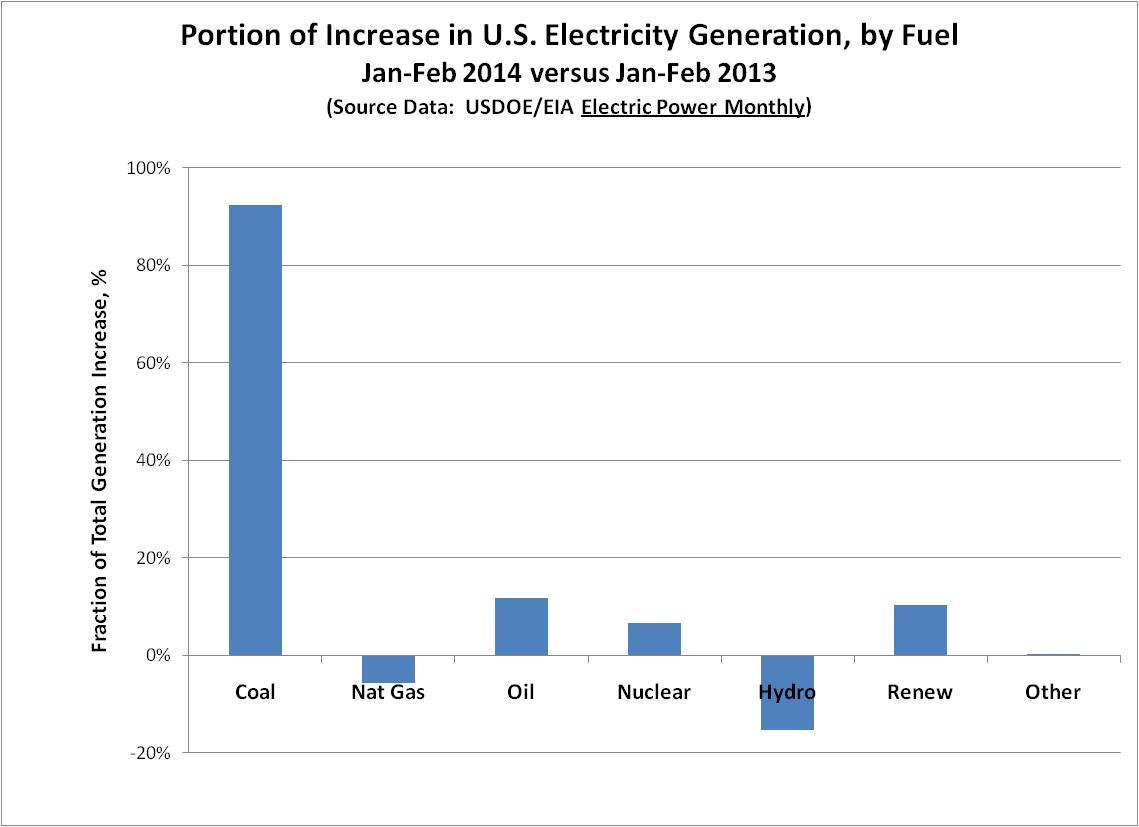 Portion of Increase in U.S. Electricity Generation, by Fuel
Jan-Feb 2014 versus Jan-Feb 2013
(Source Data:  USDOE/EIA Electric Power Monthly)
Fraction of Total Generation Increase, %
100%
80%
60%
40%
20%
0%
-20%
Coal
Nat Gas
Oil
Nuclear
Hydro
Renew
Other